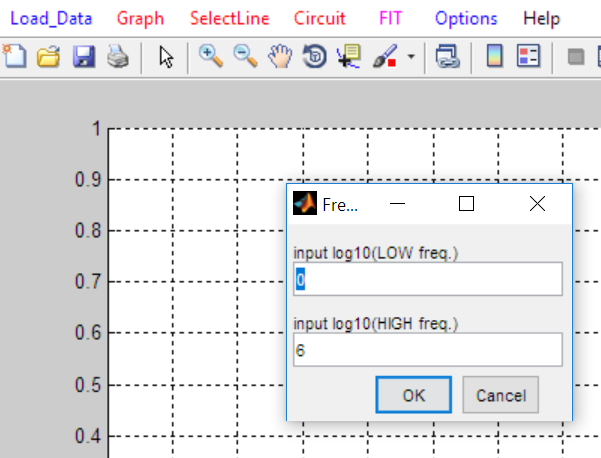 Load_Data Graph SelectLine Circuit FIT Options Help
1
0.9
0.8
0.7
0.6
0.5
0.4
Fre...
input log10(LOW freq.)
0
input log10(HIGH freq.)
6
OK Cancel